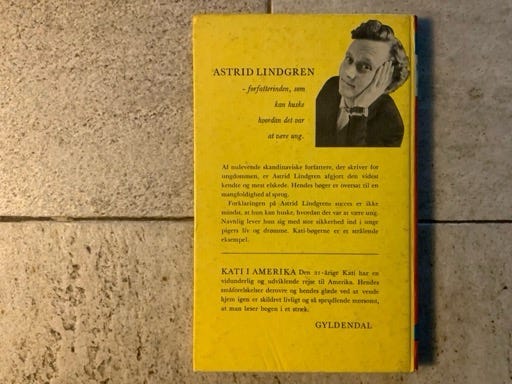 ASTRID LINDGREN
- forfatterinden, som
kan huske
hvordan det var
at være ung.
Af nulevende skandinaviske forfattere, der skriver for
ungdommen, er Astrid Lindgren afgjort den videst
kendte og mest elskede. Hendes bøger er oversat til en
mangfoldighed af sprog.
Forklaringen på Astrid Lindgrens succes er ikke
mindst, at hun kan huske, hvordan det var at være ung.
Navnlig lever hun sig med stor sikkerhed ind i unge
pigers liv og drømme. Kati-bøgerne er et strålende
eksempel.
KATI I AMERIKA Den 21-årige Kati har en
vidunderlig og udviklende rejse til Amerika. Hendes
småforelskelser derovre og hendes glæde ved at vende
hjem igen er skildret livligt og så sprudlende morsomt,
at man læser bogen i et stræk.
GYLDENDAL